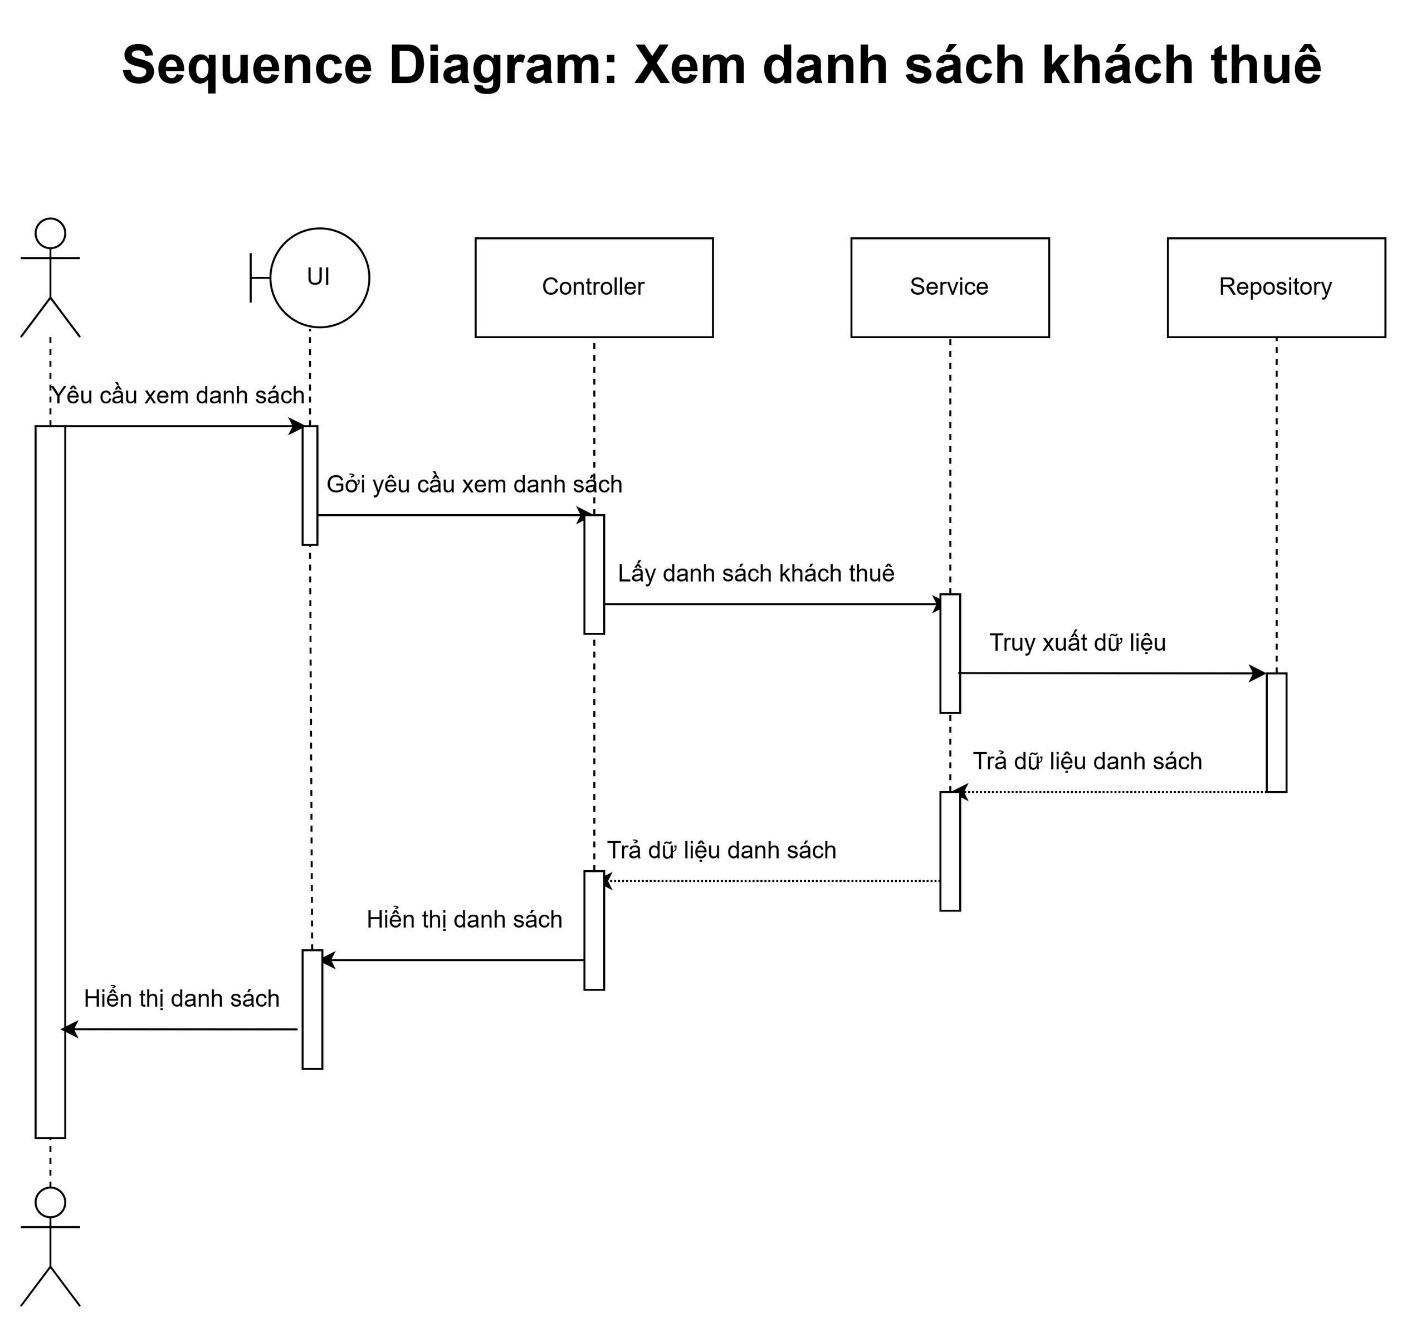 Sequence Diagram: Xem danh sách khách thuê
UI
Controller
Service
Repository
Yêu cầu xem danh sách
Gởi yêu cầu xem danh sách
Lấy danh sách khách thuê
Truy xuất dữ liệu
Trả dữ liệu danh sách
Trả dữ liệu danh sách
Hiển thị danh sách
Hiển thị danh sách